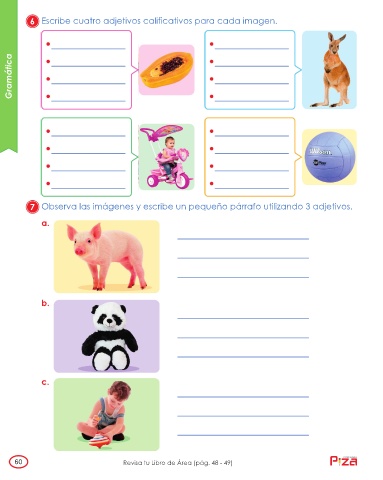 6 Escribe cuatro adjetivos calificativos para cada imagen.
Gramática
7 Observa las imágenes y escribe un pequeño párrafo utilizando 3 adjetivos.
a.
b.
c.
60
Revisa tu Libro de Área (pág. 48 - 49)